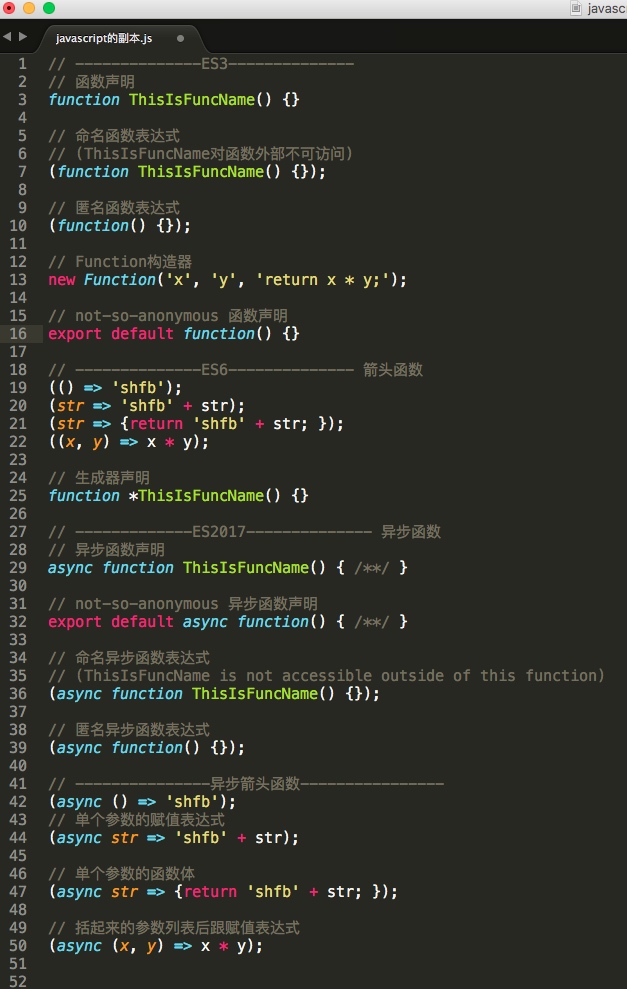 javasc
javascript的副本.js
1 // --------------ES3--------------
2 // 函数声明
3 function ThisIsFuncName() {}
4
5 // 命名函数表达式
6 // (ThisIsFuncName对函数外部不可访问)
7 (function ThisIsFuncName() {});
8
9 // 匿名函数表达式
10 (function() {});
11
12 // Function构造器
13 new Function('x', 'y', 'return x * y;');
14
15 // not-so-anonymous 函数声明
16 export default function() {}
17
18 // --------------ES6-------------- 箭头函数
19 (() => 'shfb');
20 (str => 'shfb' + str);
21 (str => {return 'shfb' + str; });
22 ((x, y) => x * y);
23
24 // 生成器声明
25 function *ThisIsFuncName() {}
26
27 // -------------ES2017-------------- 异步函数
28 // 异步函数声明
29 async function ThisIsFuncName() { /**/ }
30
31 // not-so-anonymous 异步函数声明
32 export default async function() { /**/ }
33
34 // 命名异步函数表达式
35 // (ThisIsFuncName is not accessible outside of this function)
36 (async function ThisIsFuncName() {});
37
38 // 匿名异步函数表达式
39 (async function() {});
40
41 // ---------------异步箭头函数----------------
42 (async () => 'shfb');
43 // 单个参数的赋值表达式
44 (async str => 'shfb' + str);
45
46 // 单个参数的函数体
47 (async str => {return 'shfb' + str; });
48
49 // 括起来的参数列表后跟赋值表达式
50 (async (x, y) => x * y);
51
52